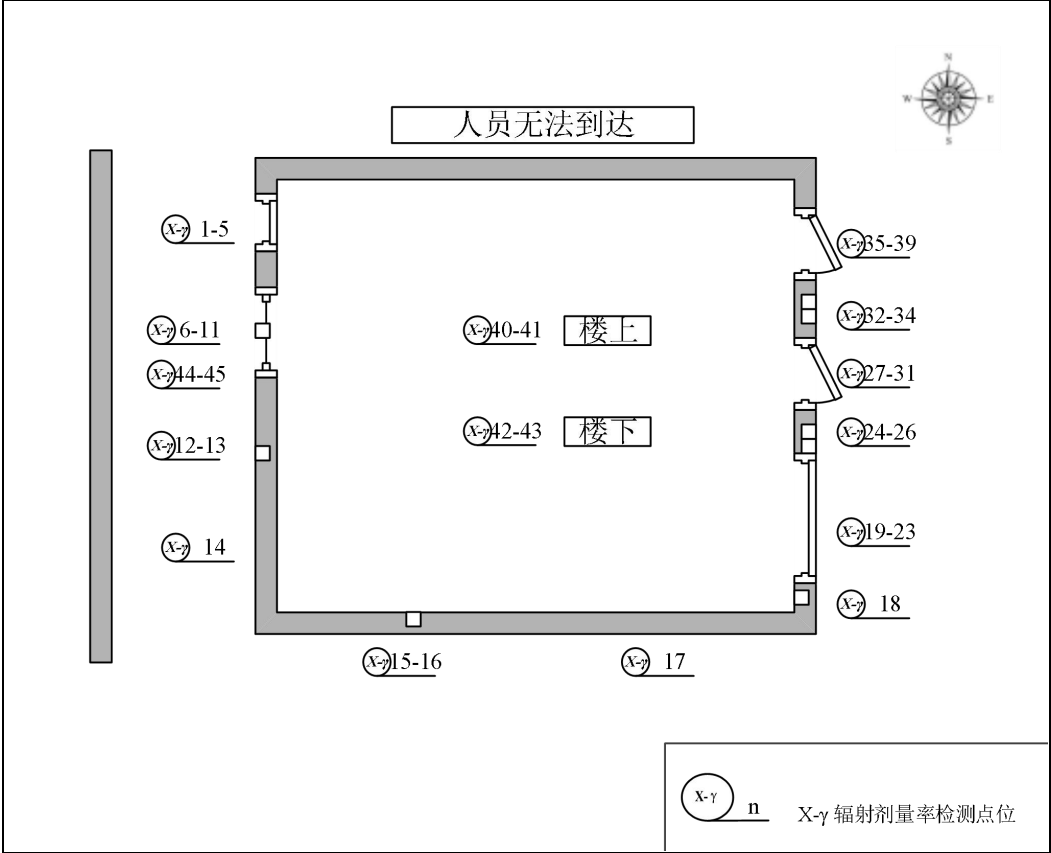 N
W E
S
人员无法到达
X-γ 1-5
X-γ 35-39
X-γ 6-11
X-γ 40-41 楼上
X-γ 32-34
X-γ 44-45
X-γ 27-31
X-γ 12-13
X-γ 42-43 楼下
X-γ 24-26
X-γ 14
X-γ 19-23
X-γ 18
X-γ 15-16
X-γ 17
X-γ n X-γ 辐射剂量率检测点位